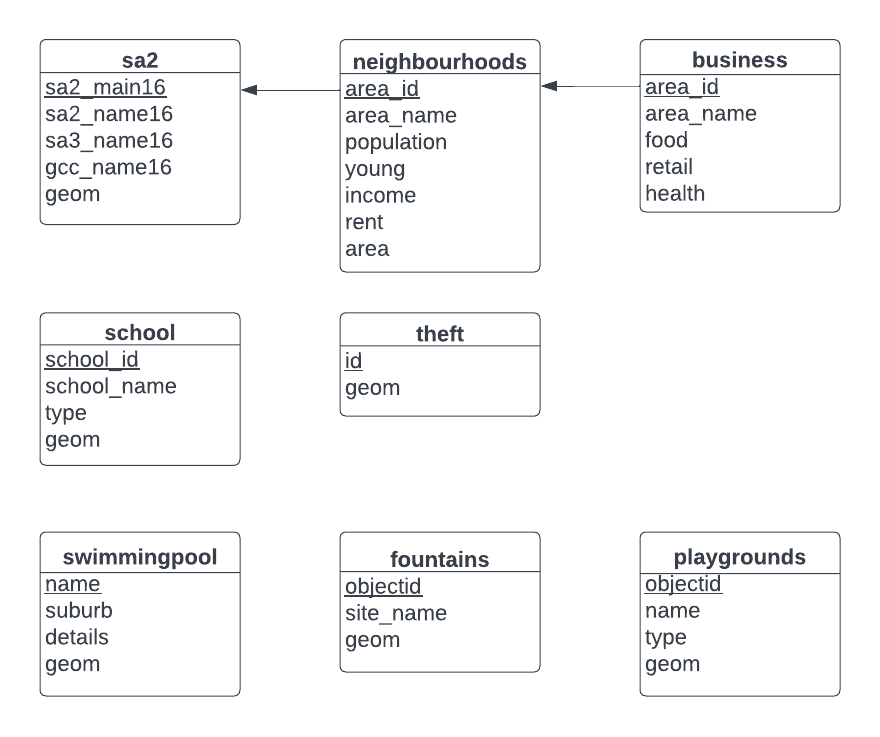 sa2
sa2_main16
sa2_name16
sa3_name16
gcc_name16
geom
neighbourhoods
area_id
area_name
population
young
income
rent
area
business
area_id
area_name
food
retail
health
school
school_id
school_name
type
geom
theft
id
geom
swimmingpool
name
suburb
details
geom
fountains
objectid
site_name
geom
playgrounds
objectid
name
type
geom